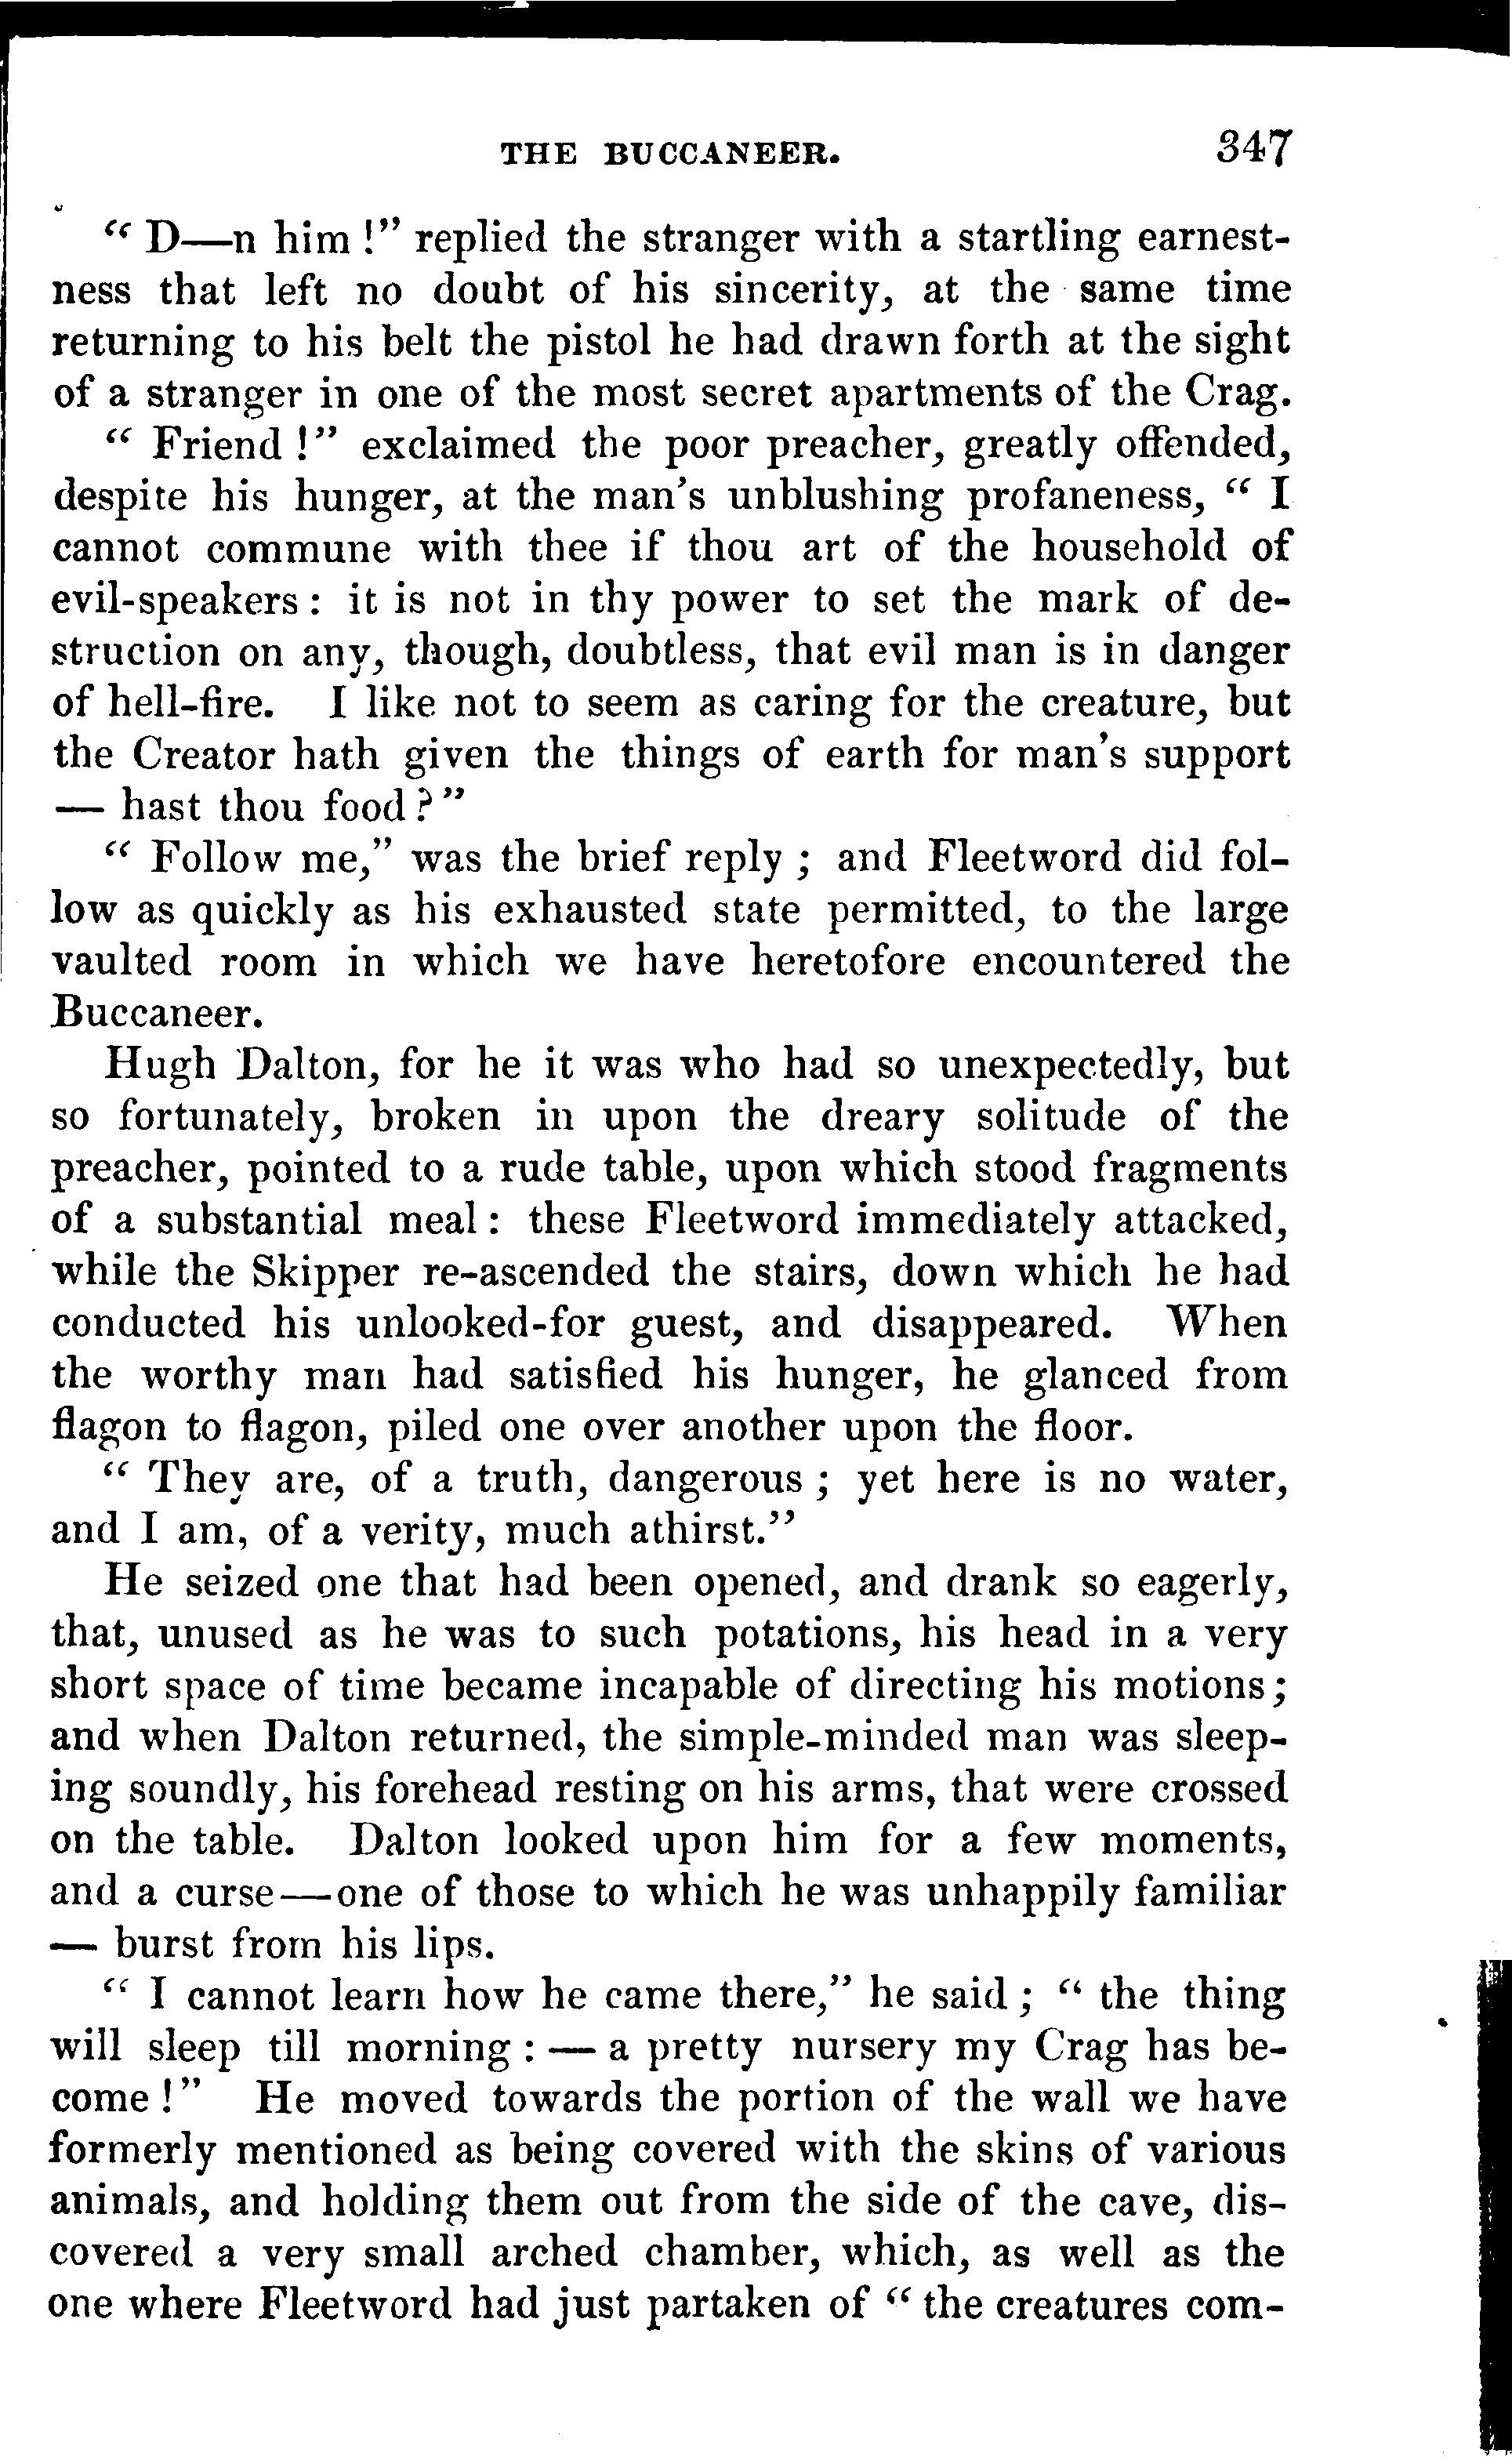 THE BUCCANEER. 347
" D—n him !" replied the stranger with a startling earnest-
ness that left no doubt of his sincerity, at the same time
returning to his belt the pistol he had drawn forth at the sight
of a stranger in one of the most secret apartments of the Crag.
" Friend !" exclaimed the poor preacher, greatly offended,
despite his hunger, at the man's unblushing profaneness, " I
cannot commune with thee if thou art of the household of
evil-speakers : it is not in thy power to set the mark of de-
struction on any, though, doubtless, that evil man is in danger
of hell-fire. I like not to seem as caring for the creature, but
the Creator hath given the things of earth for man's support
— hast thou food ? "
" Follow me," was the brief reply ; and Fleetword did fol-
low as quickly as his exhausted state permitted, to the large
vaulted room in which we have heretofore encountered the
Buccaneer.
Hugh Dalton, for he it was who had so unexpectedly, but
so fortunately, broken in upon the dreary solitude of the
preacher, pointed to a rude table, upon which stood fragments
of a substantial meal : these Fleetword immediately attacked,
while the Skipper re-ascended the stairs, down which he had
conducted his unlooked-for guest, and disappeared. When
the worthy man had satisfied his hunger, he glanced from
flagon to flagon, piled one over another upon the floor.
" They are, of a truth, dangerous ; yet here is no water,
and I am, of a verity, much athirst."
He seized one that had been opened, and drank so eagerly,
that, unused as he was to such potations, his head in a very
short space of time became incapable of directing his motions ;
and when Dalton returned, the simple-minded man was sleep-
ing soundly, his forehead resting on his arms, that were crossed
on the table. Dalton looked upon him for a few moments,
and a curse—one of those to which he was unhappily familiar
— burst from his lips.
" I cannot learn how he came there," he said ; " the thing
will sleep till morning : — a pretty nursery my Crag has be-
come !" He moved towards the portion of the wall we have
formerly mentioned as being covered with the skins of various
animals, and holding them out from the side of the cave, dis-
covered a very small arched chamber, which, as well as the
one where Fleetword had just partaken of " the creatures com-